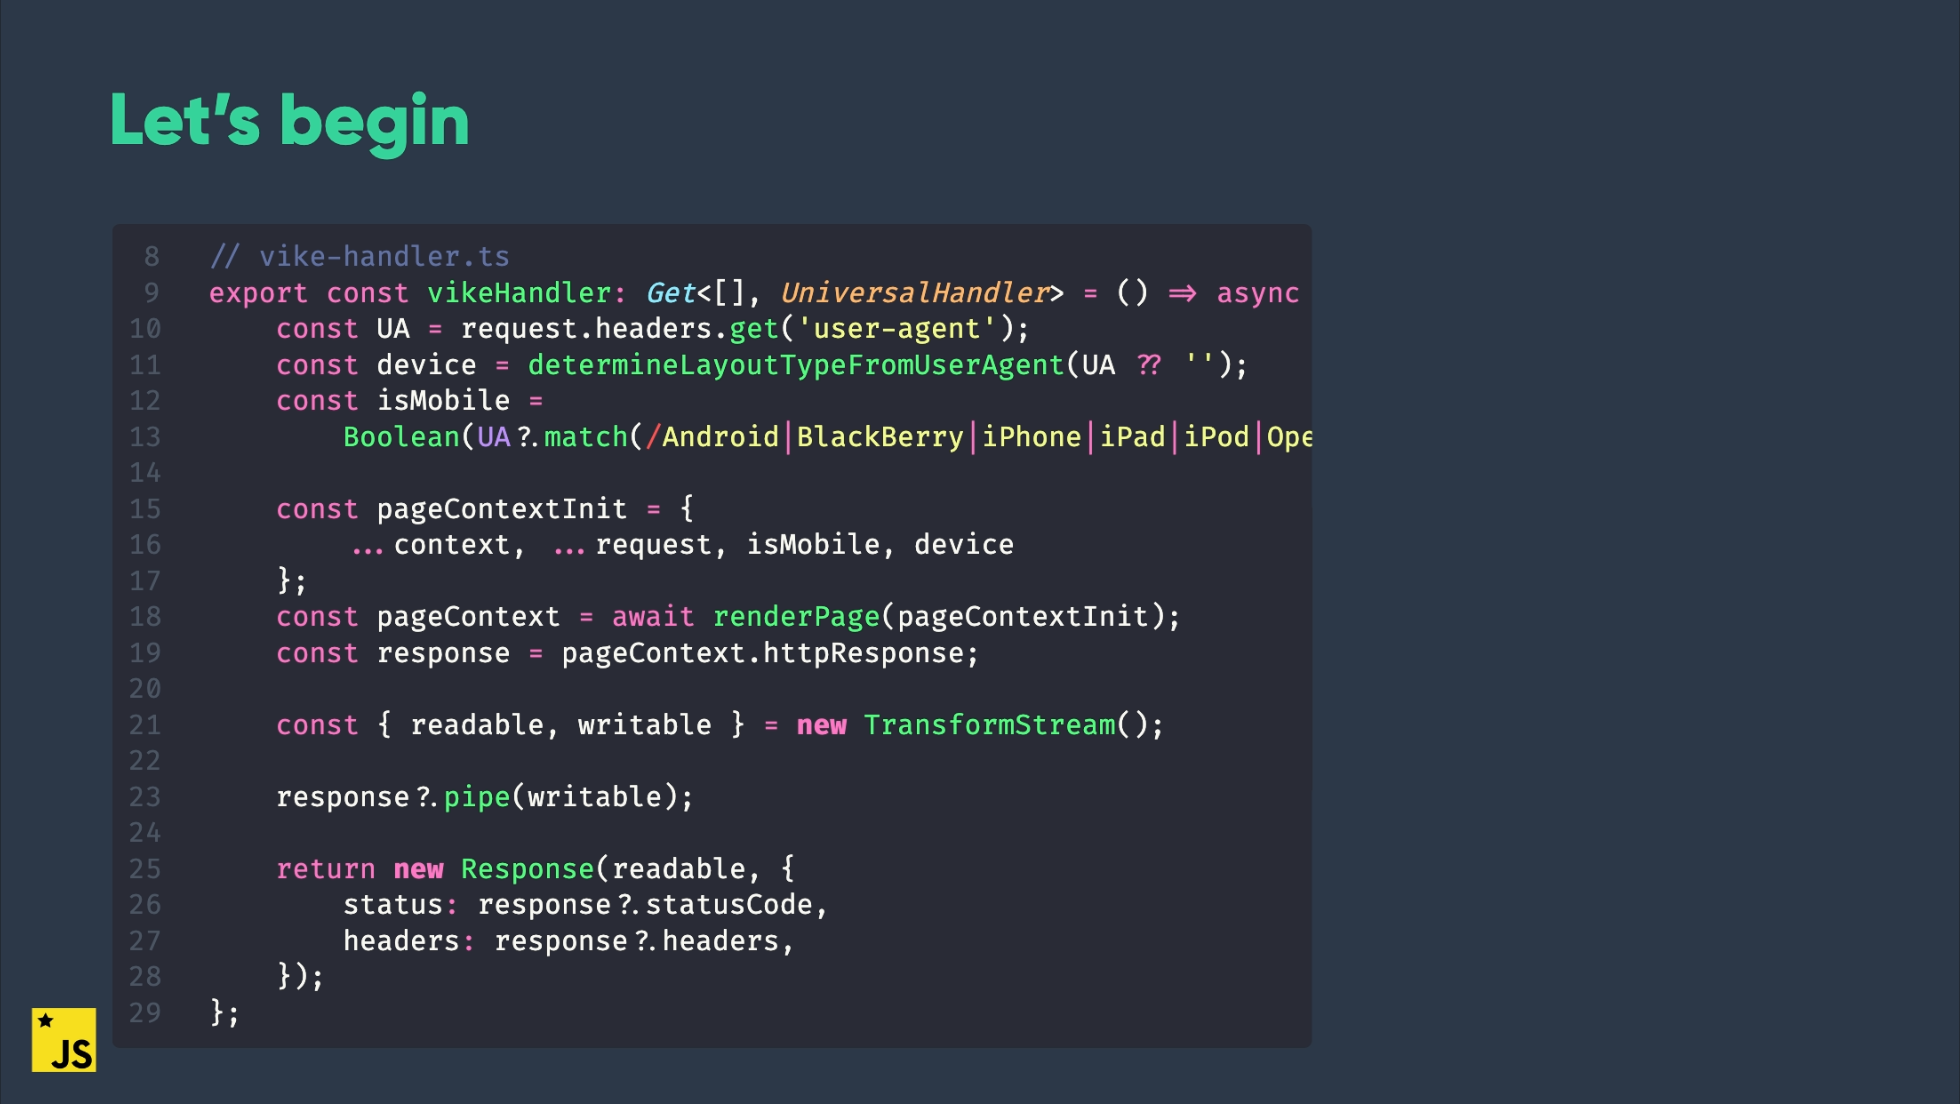 Let's begin
8 // vike-handler.ts
9 export const vikeHandler: Get<[], UniversalHandler> = () => async
10 const UA = request.headers.get('user-agent');
11 const device = determineLayoutTypeFromUserAgent(UA ?? '');
12 const isMobile =
13 Boolean(UA?.match(/Android|BlackBerry|iPhone|iPad|iPod|Ope
14
15 const pageContextInit = {
16 ...context, ...request, isMobile, device
17 };
18 const pageContext = await renderPage(pageContextInit);
19 const response = pageContext.httpResponse;
20
21 const { readable, writable } = new TransformStream();
22
23 response?.pipe(writable);
24
25 return new Response(readable, {
26 status: response?.statusCode,
27 headers: response?.headers,
28 });
29 };
JS